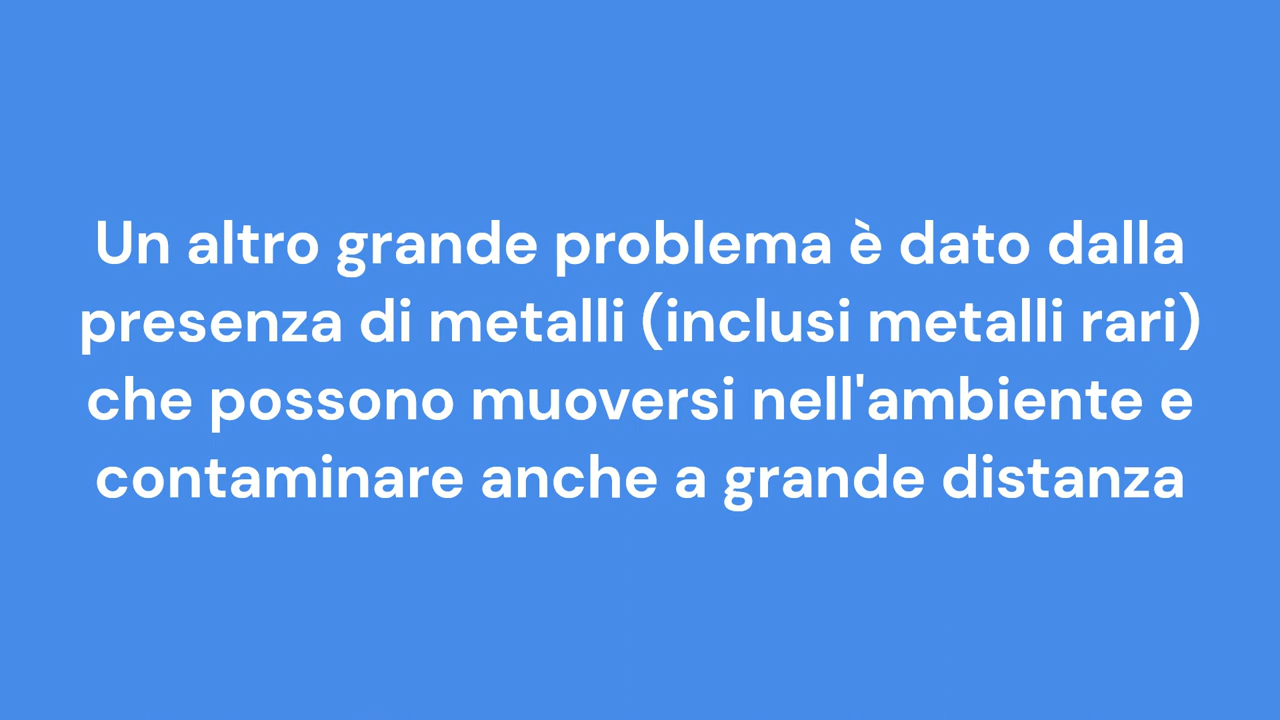 Un altro grande problema è dato dalla
presenza di metalli (inclusi metalli rari)
che possono muoversi nell'ambiente e
contaminare anche a grande distanza